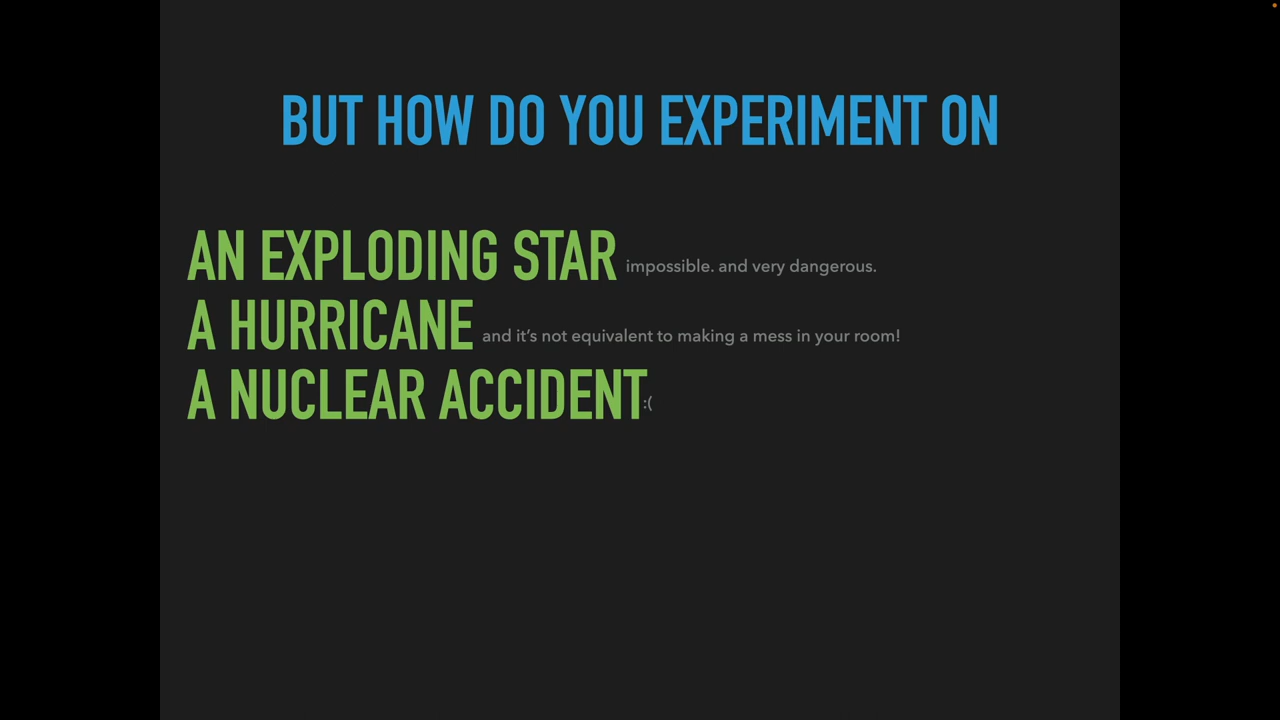 BUT HOW DO YOU EXPERIMENT ON
AN EXPLODING STAR impossible. and very dangerous.
A HURRICANE and it’s not equivalent to making a mess in your room!
A NUCLEAR ACCIDENT :(